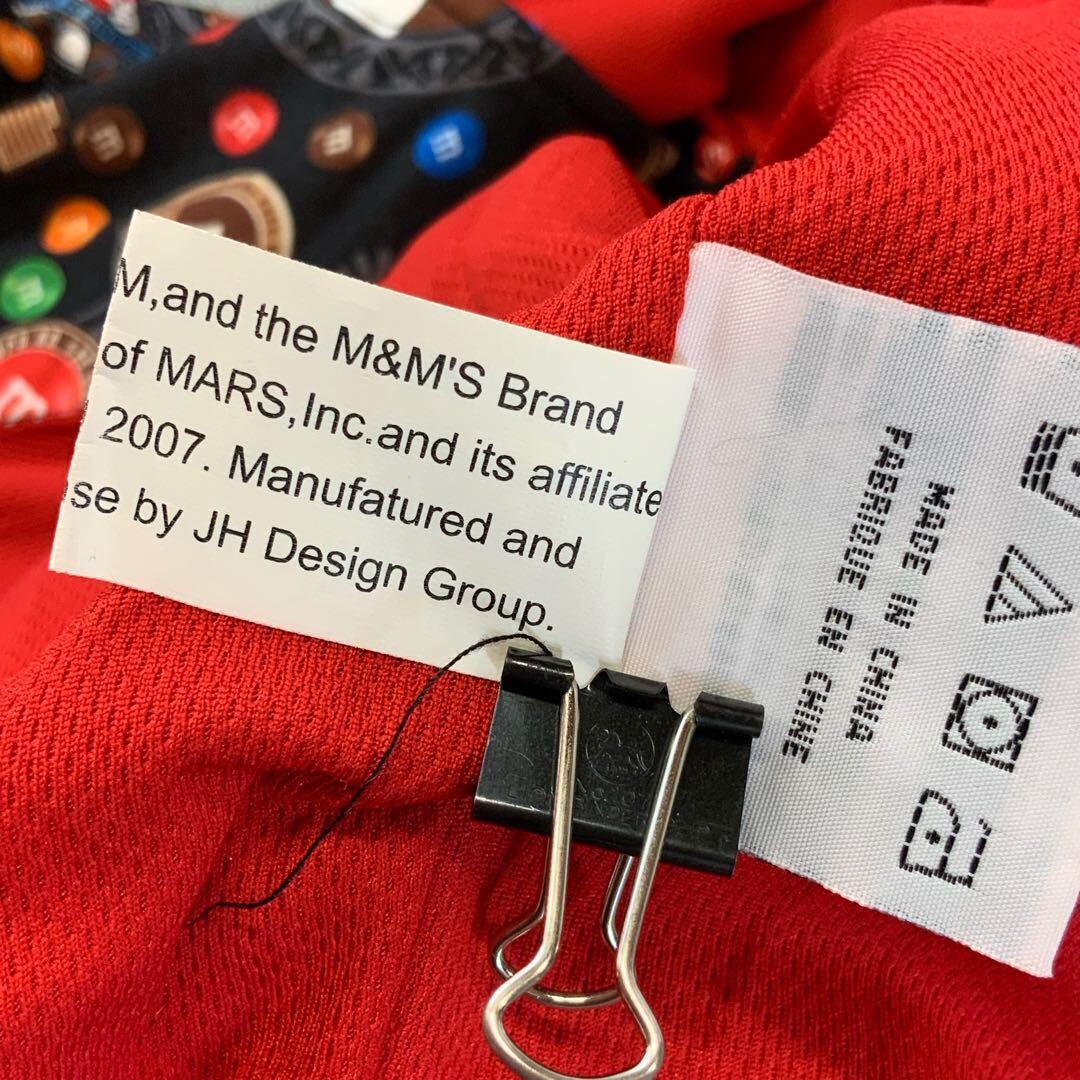 M,and the M&M'S Brand
of MARS,Inc.and its affiliate
2007. Manufatured and
se by JH Design Group.
MADE IN CHINA
FABRIQUE EN CHINE
m
m
m
m
m
m